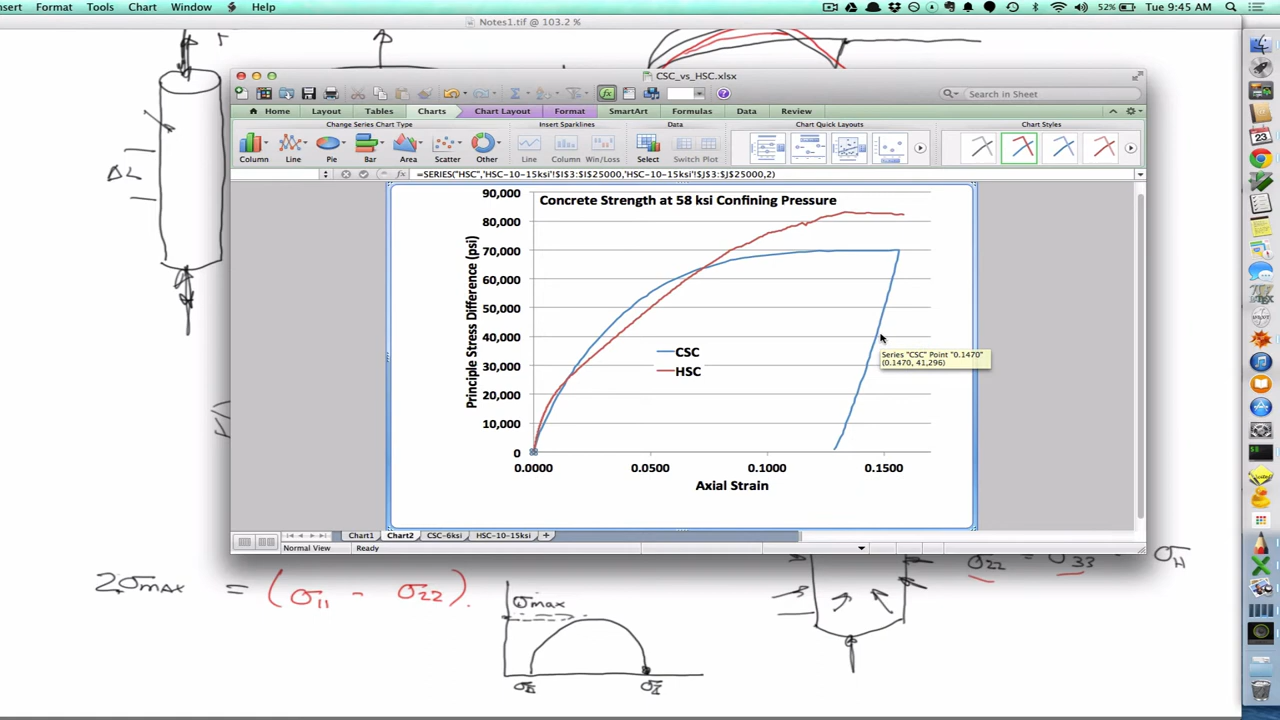 nsert Format Tools Chart Window Help 52% Tue 9:45 AM
Notes1.tif @ 103.2 %
CSC_vs_HSC.xlsx
Search in Sheet
Home Layout Tables Charts Chart Layout Format SmartArt Formulas Data Review
Change Series Chart Type Insert Sparklines Data Chart Quick Layouts Chart Styles
Column Line Pie Bar Area Scatter Other Line Column Win/Loss Select Switch Plot
=SERIES("HSC",'HSC-10-15ksi'!$I$3:$I$25000,'HSC-10-15ksi'!$J$3:$J$25000,2)
Concrete Strength at 58 ksi Confining Pressure
Principle Stress Difference (psi)
90,000
80,000
70,000
60,000
50,000
40,000
30,000
20,000
10,000
0
CSC
HSC
Series "CSC" Point "0.1470"
(0.1470, 41,296)
0.0000 0.0500 0.1000 0.1500
Axial Strain
Chart1 Chart2 CSC-6ksi HSC-10-15ksi +
Normal View Ready
ΔL
2σmax = (σ11 - σ22).
σmax
σ22 = σ33 σH